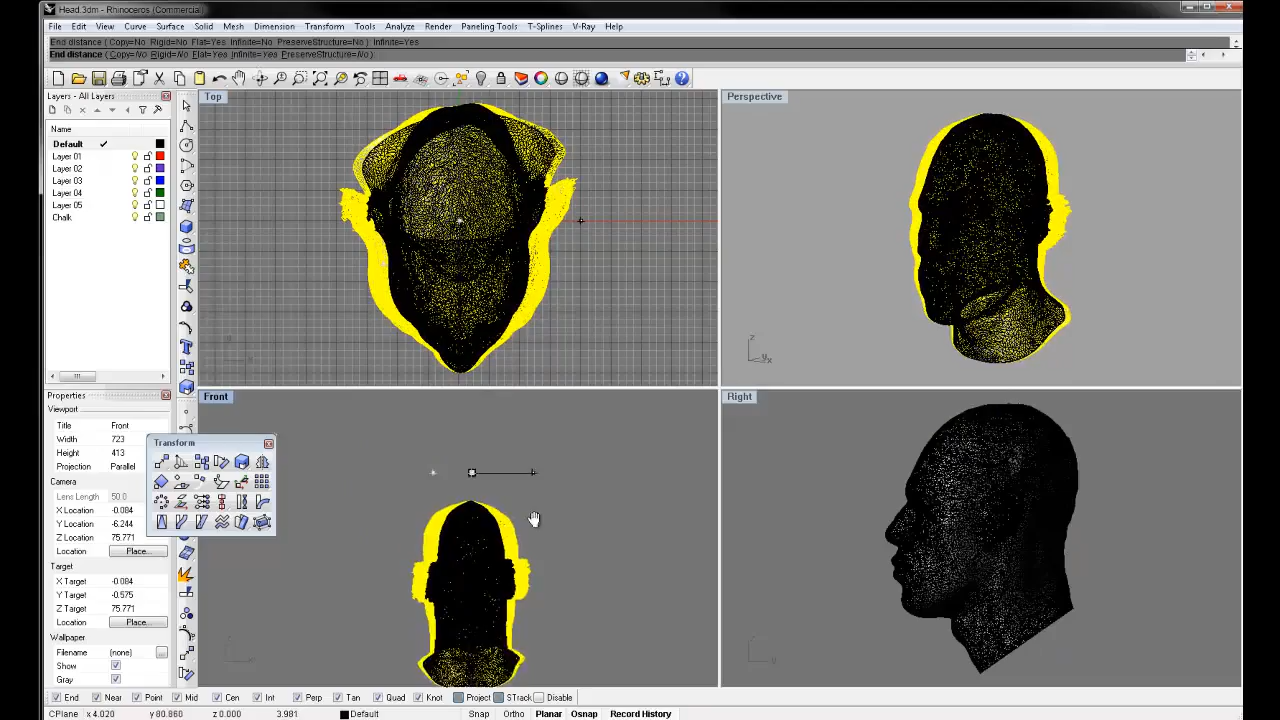 Head.3dm - Rhinoceros (Commercial)
File Edit View Curve Surface Solid Mesh Dimension Transform Tools Analyze Render Paneling Tools T-Splines V-Ray Help
End distance ( Copy=No Rigid=No Flat=Yes Infinite=No PreserveStructure=No ): Infinite=Yes
End distance ( Copy=No Rigid=No Flat=Yes Infinite=Yes PreserveStructure=No ):
Layers - All Layers
Name
Default
Layer 01
Layer 02
Layer 03
Layer 04
Layer 05
Chalk
Top
Perspective
Front
Right
Properties
Viewport
Title Front
Width 723
Height 413
Projection Parallel
Camera
Lens Length 50.0
X Location -0.084
Y Location -6.244
Z Location 75.771
Location Place...
Target
X Target -0.084
Y Target -0.575
Z Target 75.771
Location Place...
Wallpaper
Filename (none)
Show
Gray
Transform
z
End Near Point Mid Cen Int Perp Tan Quad Knot Project STrack Disable
CPlane x 4.020 y 80.860 z 0.000 3.981 Default Snap Ortho Planar Osnap Record History